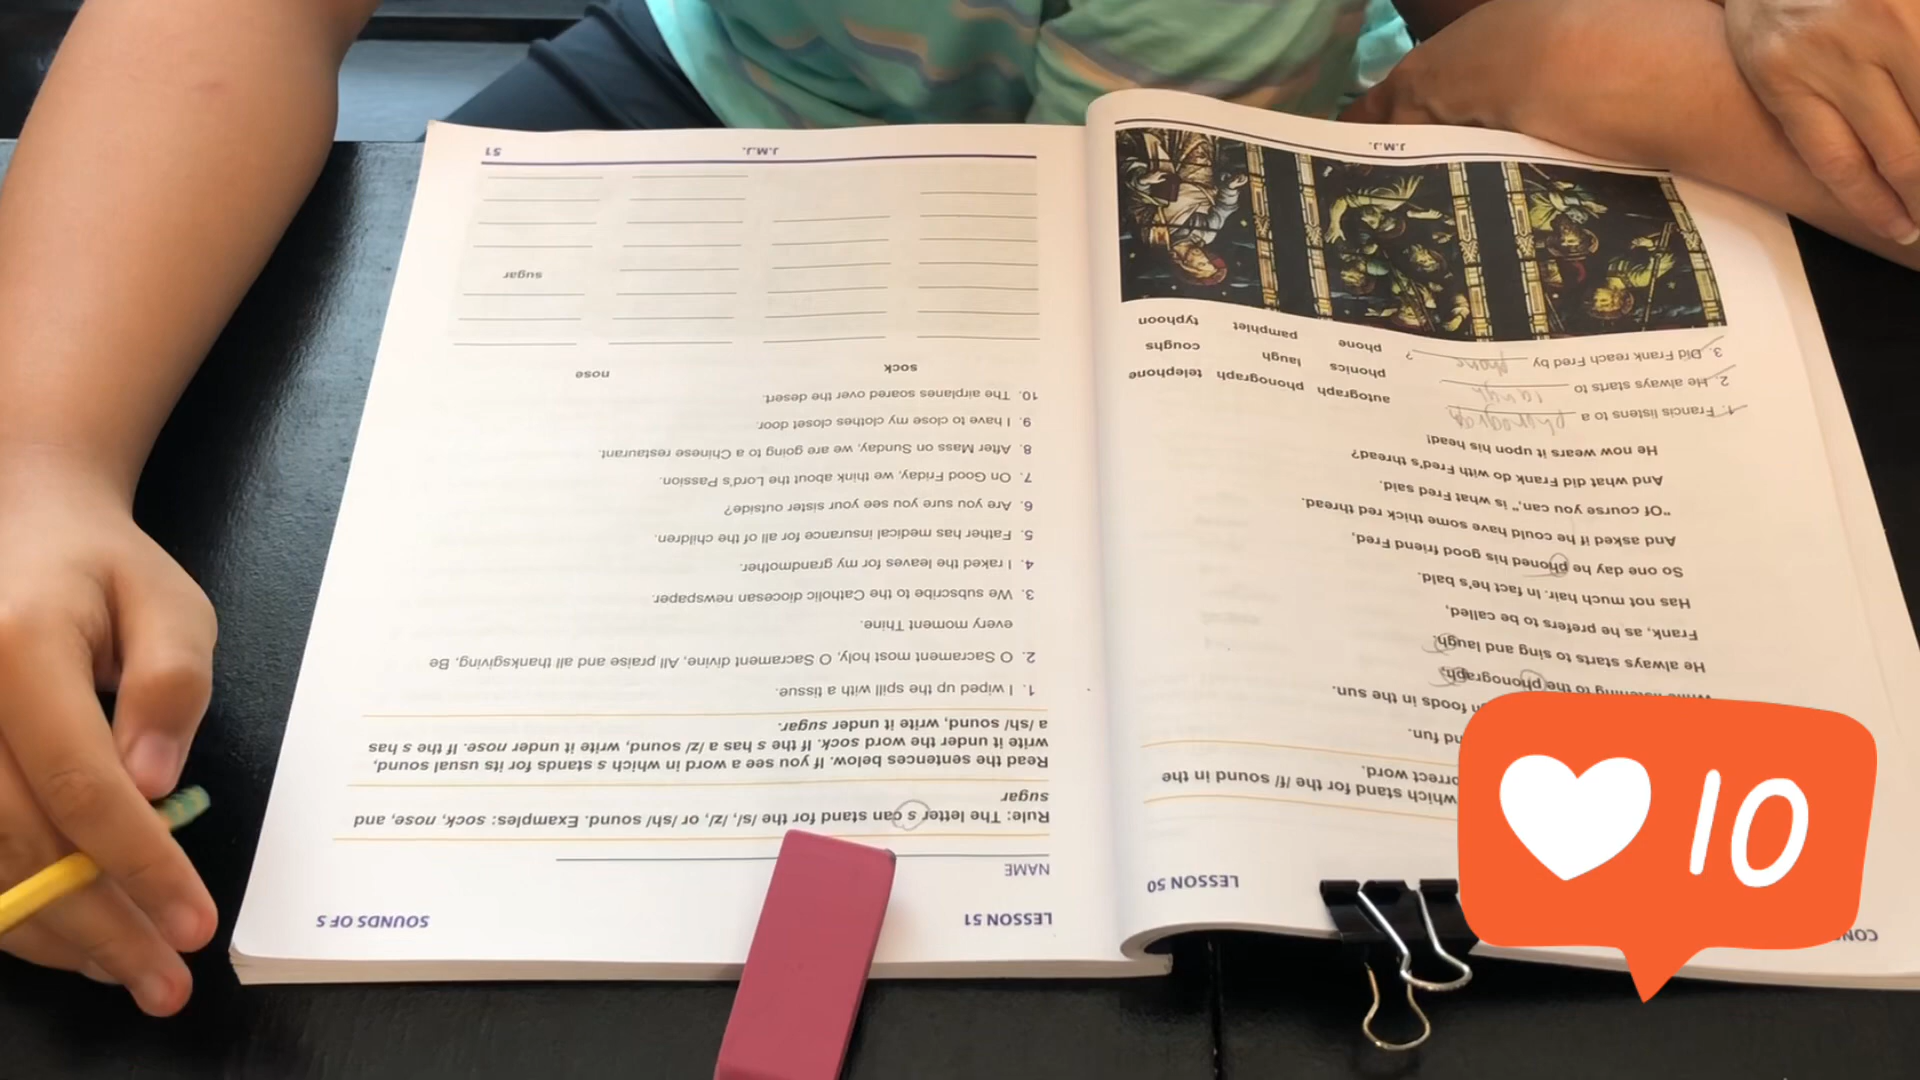 CON
LESSON 50
which stand for the /f/ sound in the
orrect word.
nd fun.
foods in the sun.
listening to the phonograph,
He always starts to sing and laugh.
Frank, as he prefers to be called,
Has not much hair. In fact he's bald.
So one day he phoned his good friend Fred,
And asked if he could have some thick red thread.
"Of course you can," is what Fred said.
And what did Frank do with Fred's thread?
He now wears it upon his head!
1. Francis listens to a phonograph
2. He always starts to laugh
3. Did Frank reach Fred by phone ?
autograph phonograph telephone
phonics laugh coughs
phone pamphlet typhoon
J.M.J.
LESSON 51 SOUNDS OF S
NAME
Rule: The letter s can stand for the /s/, /z/, or /sh/ sound. Examples: sock, nose, and
sugar
Read the sentences below. If you see a word in which s stands for its usual sound,
write it under the word sock. If the s has a /z/ sound, write it under nose. If the s has
a /sh/ sound, write it under sugar.
1. I wiped up the spill with a tissue.
2. O Sacrament most holy, O Sacrament divine, All praise and all thanksgiving, Be
every moment Thine.
3. We subscribe to the Catholic diocesan newspaper.
4. I raked the leaves for my grandmother.
5. Father has medical insurance for all of the children.
6. Are you sure you see your sister outside?
7. On Good Friday, we think about the Lord's Passion.
8. After Mass on Sunday, we are going to a Chinese restaurant.
9. I have to close my clothes closet door.
10. The airplanes soared over the desert.
sock nose
sugar
J.M.J. 51
10